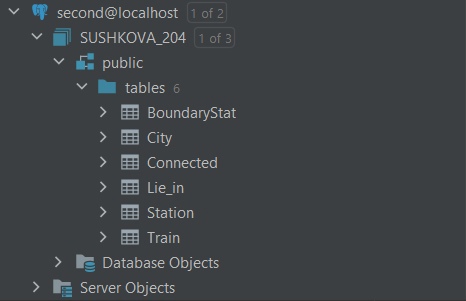 second@localhost 1 of 2
SUSHKOVA_204 1 of 3
public
tables 6
BoundaryStat
City
Connected
Lie_in
Station
Train
Database Objects
Server Objects